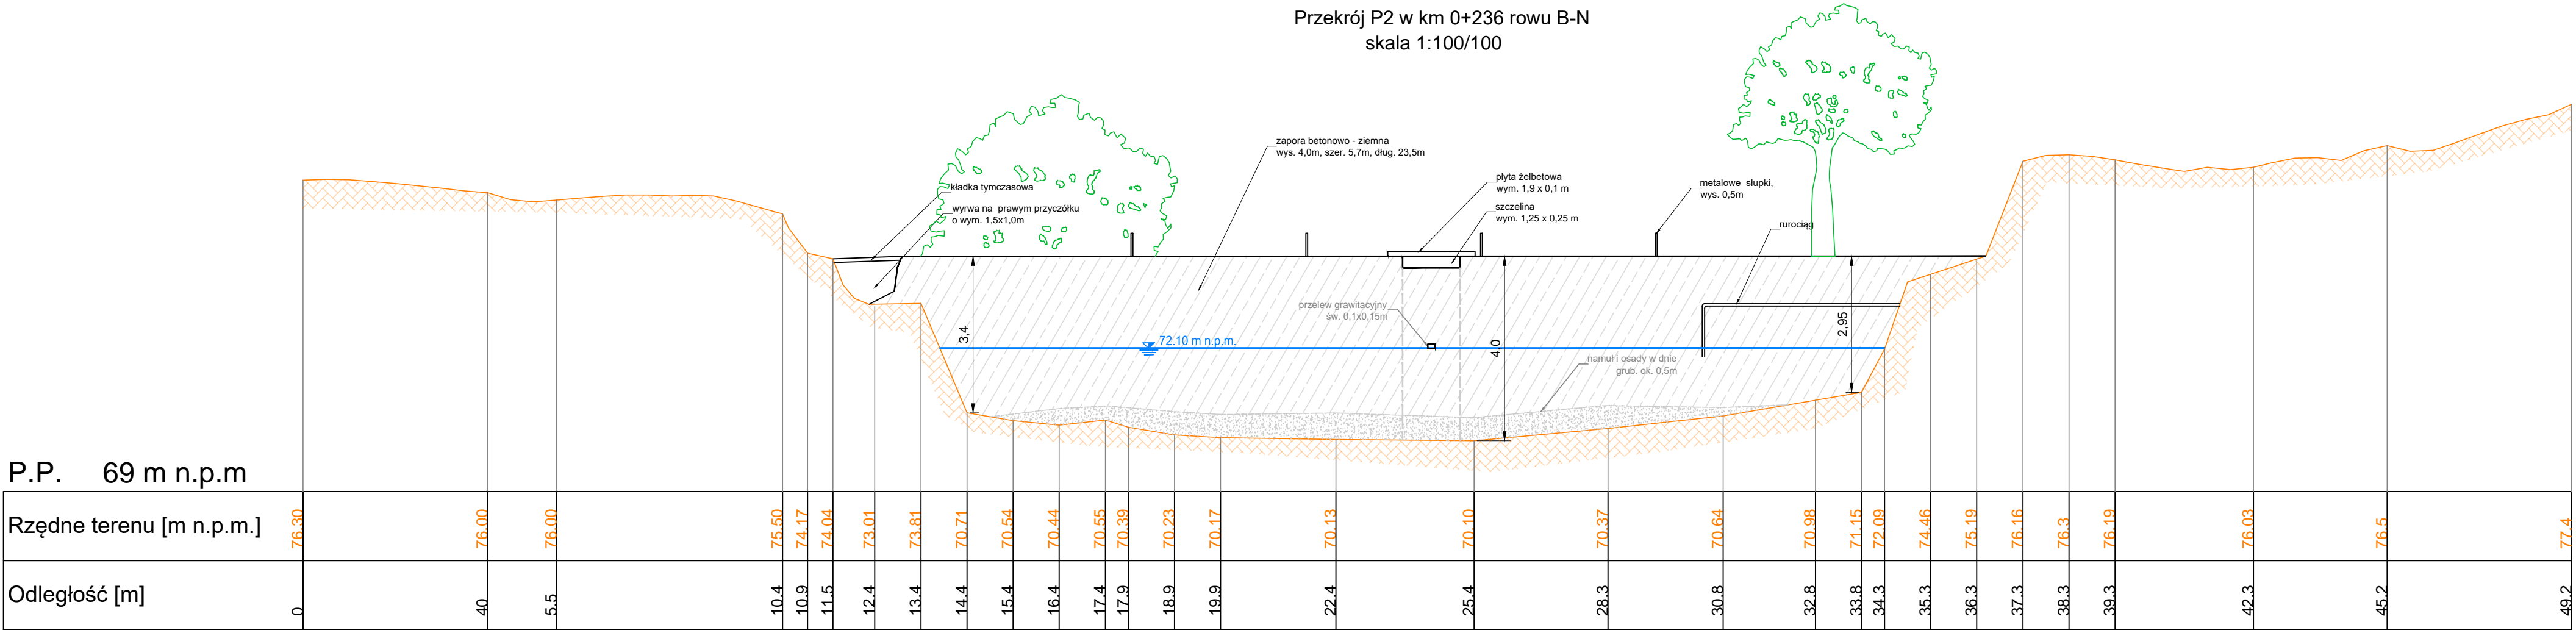 Przekrój P2 w km 0+236 rowu B-N
skala 1:100/100
zapora betonowo - ziemna
wys. 4,0m, szer. 5,7m, dług. 23,5m
kładka tymczasowa
wyrwa na prawym przyczółku
o wym. 1,5x1,0m
płyta żelbetowa
wym. 1,9 x 0,1 m
szczelina
wym. 1,25 x 0,25 m
metalowe słupki,
wys. 0,5m
rurociąg
przelew grawitacyjny
św. 0,1x0,15m
3,4
72.10 m n.p.m.
4,0
2,95
namuł i osady w dnie
grub. ok. 0,5m
P.P. 69 m n.p.m
Rzędne terenu [m n.p.m.]
76.30
76.00
76.00
75.50
74.17
74.04
73.01
73.81
70.71
70.54
70.44
70.55
70.39
70.23
70.17
70.13
70.10
70.37
70.64
70.98
71.15
72.09
74.46
75.19
76.16
76.3
76.19
76.03
76.5
77.4
Odległość [m]
0
40
5.5
10.4
10.9
11.5
12.4
13.4
14.4
15.4
16.4
17.4
17.9
18.9
19.9
22.4
25.4
28.3
30.8
32.8
33.8
34.3
35.3
36.3
37.3
38.3
39.3
42.3
45.2
49.2